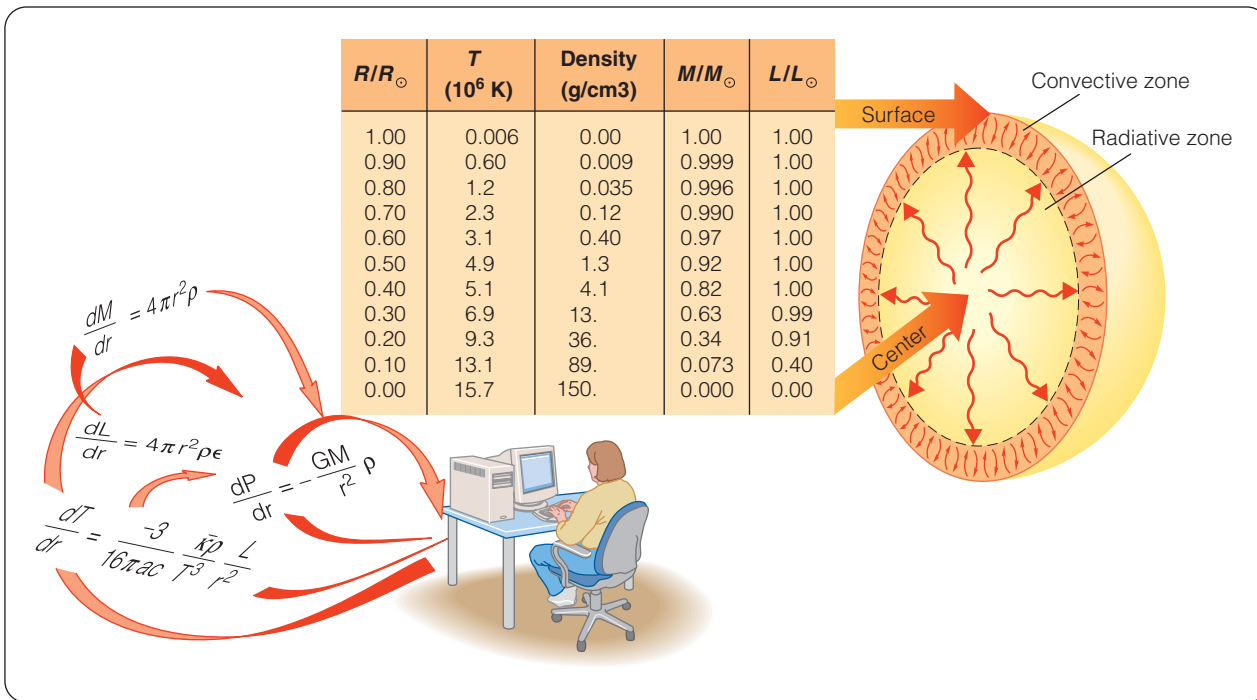 R/R☉ T (10⁶ K) Density (g/cm3) M/M☉ L/L☉
1.00 0.006 0.00 1.00 1.00
0.90 0.60 0.009 0.999 1.00
0.80 1.2 0.035 0.996 1.00
0.70 2.3 0.12 0.990 1.00
0.60 3.1 0.40 0.97 1.00
0.50 4.9 1.3 0.92 1.00
0.40 5.1 4.1 0.82 1.00
0.30 6.9 13. 0.63 0.99
0.20 9.3 36. 0.34 0.91
0.10 13.1 89. 0.073 0.40
0.00 15.7 150. 0.000 0.00
Surface
Center
Convective zone
Radiative zone
dM/dr = 4πr²ρ
dL/dr = 4πr²ρϵ
dP/dr = - GM/r² ρ
dT/dr = -3/16πac κ̄ρ/T³ L/r²